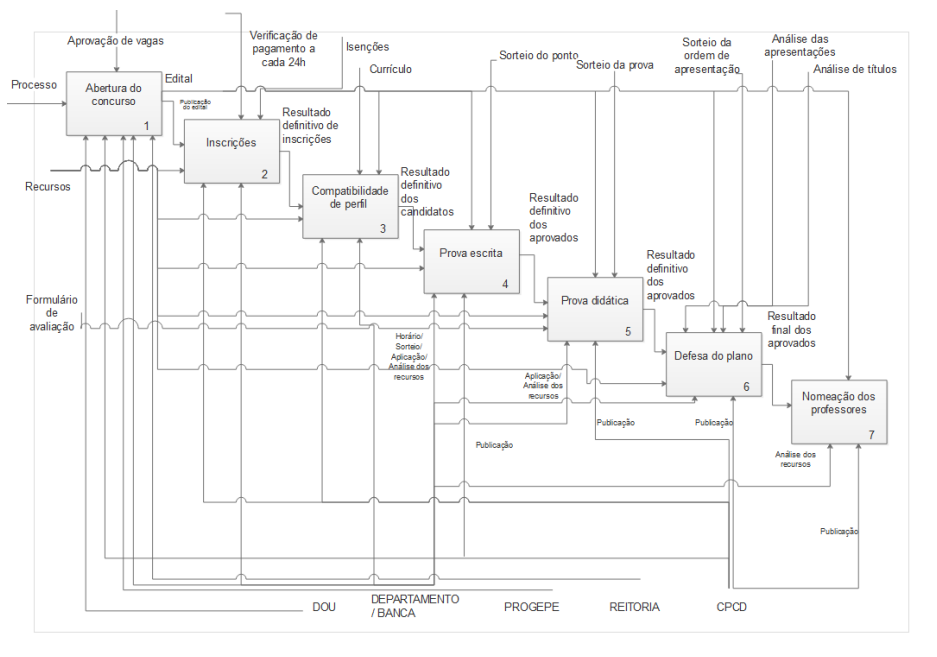 Aprovação de vagas
Verificação de
pagamento a
cada 24h
Isenções
Currículo
Sorteio do ponto
Sorteio da prova
Sorteio da
ordem de
apresentação
Análise das
apresentações
Análise de títulos
Processo
Abertura do
concurso
1
Edital
Publicação
do edital
Inscrições
2
Resultado
definitivo de
inscrições
Recursos
Compatibilidade
de perfil
3
Resultado
definitivo
dos
candidatos
Prova escrita
4
Resultado
definitivo
dos
aprovados
Prova didática
5
Resultado
definitivo
dos
aprovados
Formulário
de
avaliação
Defesa do plano
6
Resultado
final dos
aprovados
Nomeação dos
professores
7
Horário/
Sorteio/
Aplicação/
Análise dos
recursos
Aplicação/
Análise dos
recursos
Publicação
Publicação
Publicação
Análise dos
recursos
Publicação
DOU
DEPARTAMENTO
/ BANCA
PROGEPE
REITORIA
CPCD